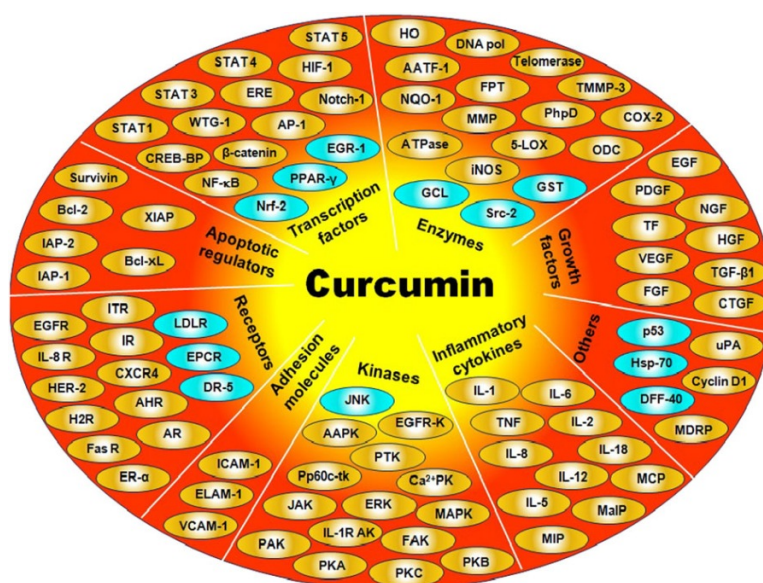 Curcumin
Transcription
factors
STAT 5
STAT 4
HIF-1
STAT 3
ERE
Notch-1
STAT1
WTG-1
AP-1
CREB-BP
β-catenin
EGR-1
NF-κB
PPAR-γ
Nrf-2
Enzymes
HO
DNA pol
AATF-1
Telomerase
NQO-1
FPT
TMMP-3
MMP
PhpD
COX-2
ATPase
5-LOX
ODC
iNOS
GCL
GST
Src-2
Growth
factors
EGF
PDGF
NGF
TF
HGF
VEGF
TGF-β1
FGF
CTGF
Others
p53
uPA
Hsp-70
Cyclin D1
DFF-40
MDRP
Inflammatory
cytokines
IL-1
IL-6
TNF
IL-2
IL-8
IL-18
IL-12
MCP
IL-5
MaIP
MIP
Kinases
JNK
AAPK
EGFR-K
PTK
Pp60c-tk
Ca²⁺PK
JAK
ERK
MAPK
IL-1R AK
PAK
FAK
PKA
PKC
PKB
Adhesion
molecules
ICAM-1
ELAM-1
VCAM-1
Receptors
ITR
EGFR
LDLR
IR
IL-8 R
EPCR
CXCR4
HER-2
DR-5
AHR
H2R
AR
Fas R
ER-α
Apoptotic
regulators
Survivin
Bcl-2
XIAP
IAP-2
Bcl-xL
IAP-1